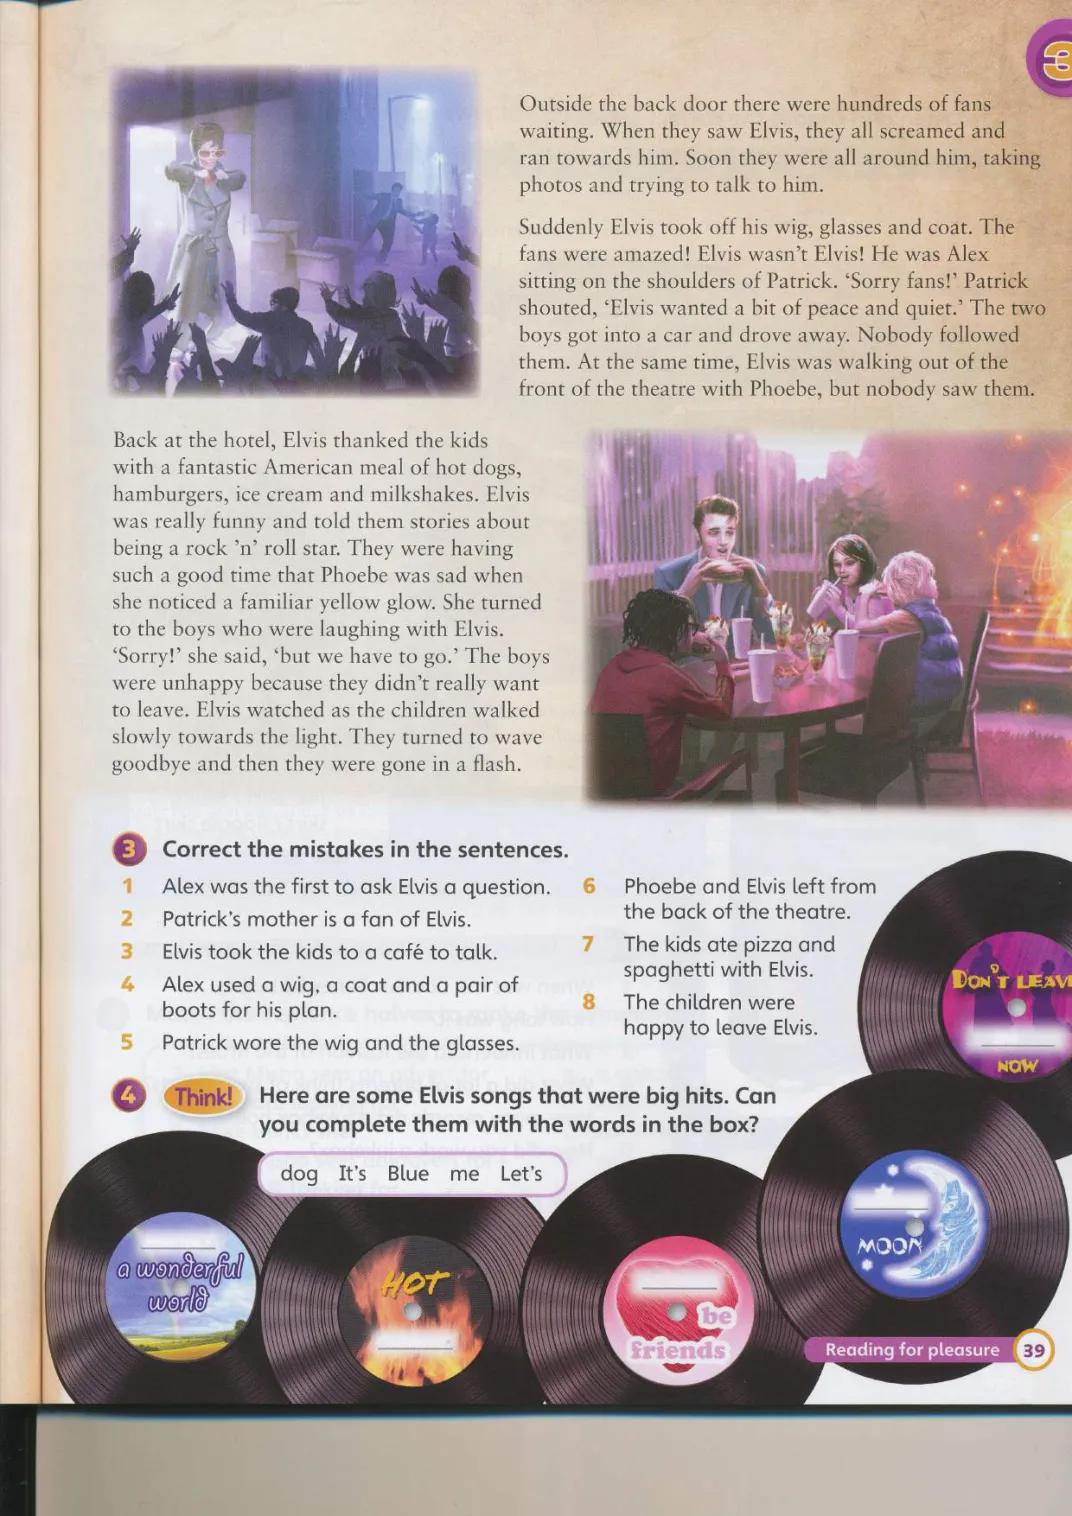 3
Outside the back door there were hundreds of fans
waiting. When they saw Elvis, they all screamed and
ran towards him. Soon they were all around him, taking
photos and trying to talk to him.
Suddenly Elvis took off his wig, glasses and coat. The
fans were amazed! Elvis wasn't Elvis! He was Alex
sitting on the shoulders of Patrick. 'Sorry fans!' Patrick
shouted, 'Elvis wanted a bit of peace and quiet.' The two
boys got into a car and drove away. Nobody followed
them. At the same time, Elvis was walking out of the
front of the theatre with Phoebe, but nobody saw them.
Back at the hotel, Elvis thanked the kids
with a fantastic American meal of hot dogs,
hamburgers, ice cream and milkshakes. Elvis
was really funny and told them stories about
being a rock 'n' roll star. They were having
such a good time that Phoebe was sad when
she noticed a familiar yellow glow. She turned
to the boys who were laughing with Elvis.
'Sorry!' she said, 'but we have to go.' The boys
were unhappy because they didn't really want
to leave. Elvis watched as the children walked
slowly towards the light. They turned to wave
goodbye and then they were gone in a flash.
3 Correct the mistakes in the sentences.
1 Alex was the first to ask Elvis a question.
2 Patrick's mother is a fan of Elvis.
3 Elvis took the kids to a café to talk.
4 Alex used a wig, a coat and a pair of
boots for his plan.
5 Patrick wore the wig and the glasses.
6 Phoebe and Elvis left from
the back of the theatre.
7 The kids ate pizza and
spaghetti with Elvis.
8 The children were
happy to leave Elvis.
DON'T LEAV
NOW
4 Think! Here are some Elvis songs that were big hits. Can
you complete them with the words in the box?
dog It's Blue me Let's
a wonderful
world
HOT
be
friends
MOON
Reading for pleasure 39